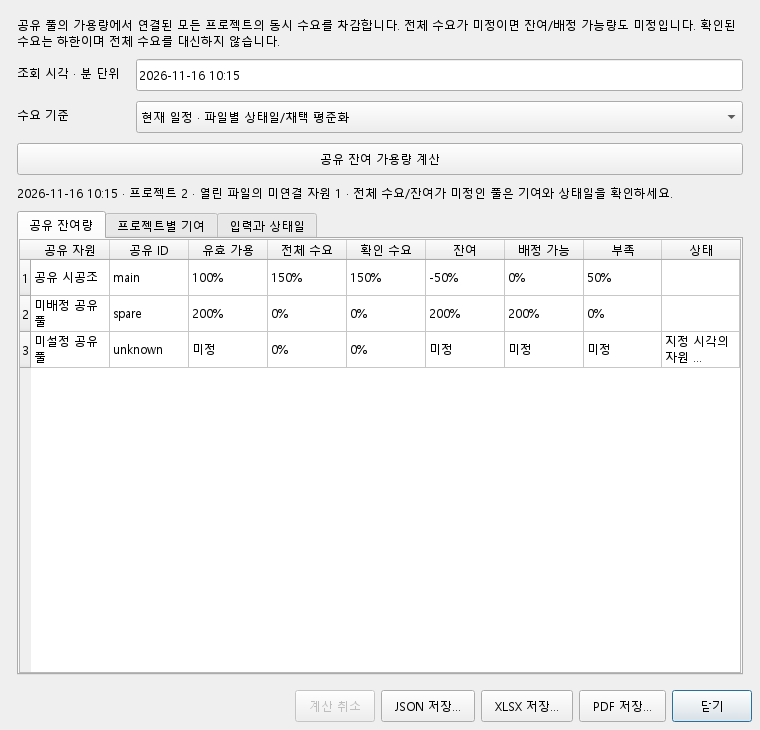 공유 풀의 가용량에서 연결된 모든 프로젝트의 동시 수요를 차감합니다. 전체 수요가 미정이면 잔여/배정 가능량도 미정입니다. 확인된
수요는 하한이며 전체 수요를 대신하지 않습니다.
조회 시각 · 분 단위
2026-11-16 10:15
수요 기준
현재 일정 · 파일별 상태일/채택 평준화
공유 잔여 가용량 계산
2026-11-16 10:15 · 프로젝트 2 · 열린 파일의 미연결 자원 1 · 전체 수요/잔여가 미정인 풀은 기여와 상태일을 확인하세요.
공유 잔여량 프로젝트별 기여 입력과 상태일
공유 자원 공유 ID 유효 가용 전체 수요 확인 수요 잔여 배정 가능 부족 상태
1 공유 시공조 main 100% 150% 150% -50% 0% 50%
2 미배정 공유 풀 spare 200% 0% 0% 200% 200% 0%
3 미설정 공유 풀 unknown 미정 0% 0% 미정 미정 미정 지정 시각의 자원 ...
계산 취소 JSON 저장... XLSX 저장... PDF 저장... 닫기